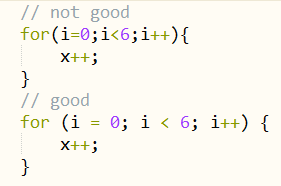 // not good
for(i=0;i<6;i++){
    x++;
}
// good
for (i = 0; i < 6; i++) {
    x++;
}